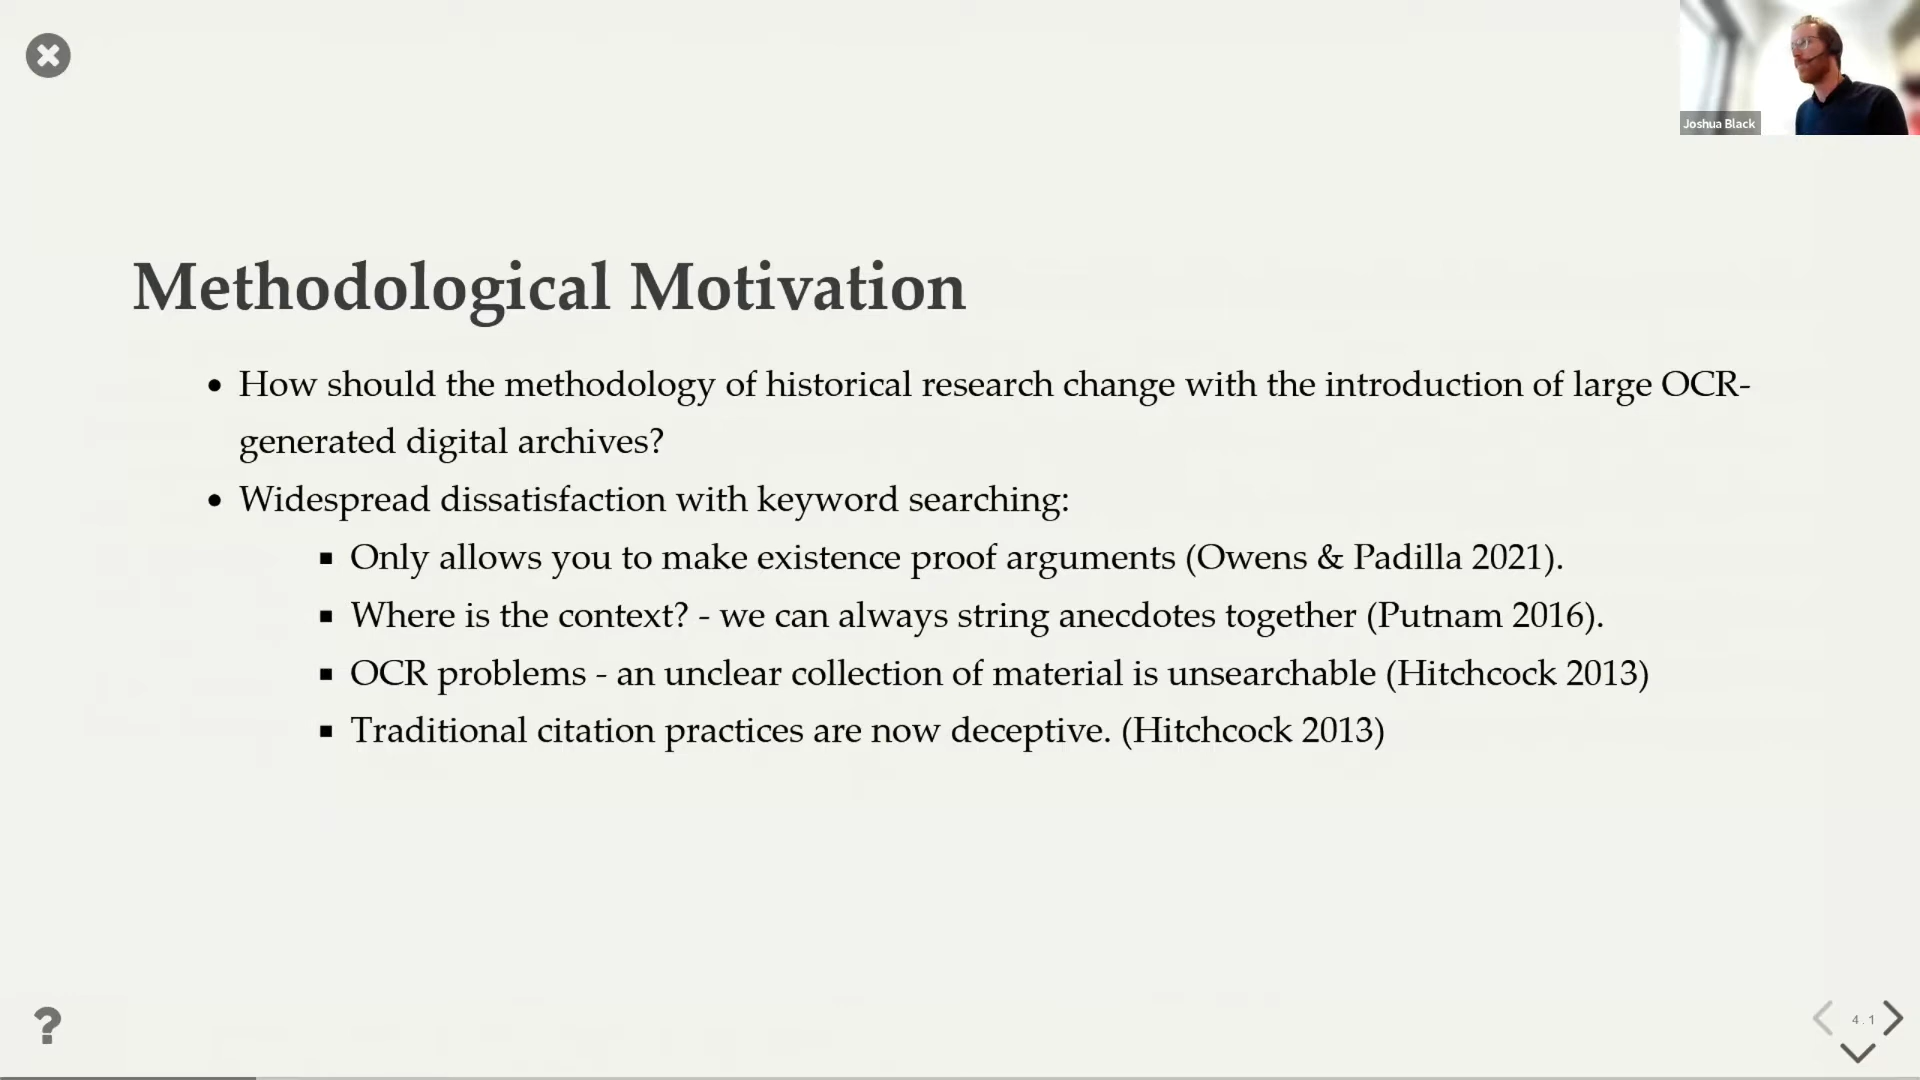 Joshua Black
Methodological Motivation
• How should the methodology of historical research change with the introduction of large OCR-
generated digital archives?
• Widespread dissatisfaction with keyword searching:
▪ Only allows you to make existence proof arguments (Owens & Padilla 2021).
▪ Where is the context? - we can always string anecdotes together (Putnam 2016).
▪ OCR problems - an unclear collection of material is unsearchable (Hitchcock 2013)
▪ Traditional citation practices are now deceptive. (Hitchcock 2013)
?
4.1